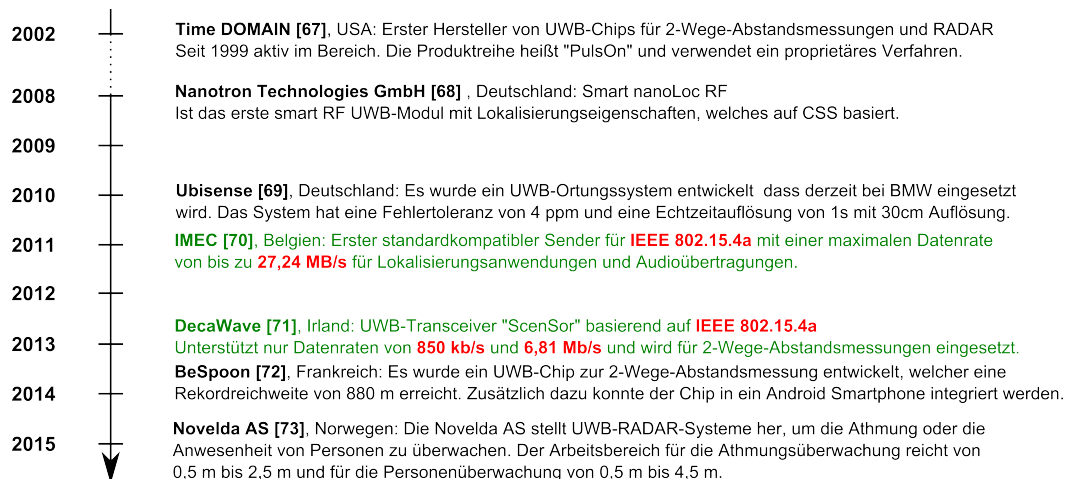 2002
Time DOMAIN [67], USA: Erster Hersteller von UWB-Chips für 2-Wege-Abstandsmessungen und RADAR
Seit 1999 aktiv im Bereich. Die Produktreihe heißt "PulsOn" und verwendet ein proprietäres Verfahren.
2008
Nanotron Technologies GmbH [68] , Deutschland: Smart nanoLoc RF
Ist das erste smart RF UWB-Modul mit Lokalisierungseigenschaften, welches auf CSS basiert.
2009
2010
Ubisense [69], Deutschland: Es wurde ein UWB-Ortungssystem entwickelt  dass derzeit bei BMW eingesetzt
wird. Das System hat eine Fehlertoleranz von 4 ppm und eine Echtzeitauflösung von 1s mit 30cm Auflösung.
2011
IMEC [70], Belgien: Erster standardkompatibler Sender für IEEE 802.15.4a mit einer maximalen Datenrate
von bis zu 27,24 MB/s für Lokalisierungsanwendungen und Audioübertragungen.
2012
DecaWave [71], Irland: UWB-Transceiver "ScenSor" basierend auf IEEE 802.15.4a
2013
Unterstützt nur Datenraten von 850 kb/s und 6,81 Mb/s und wird für 2-Wege-Abstandsmessungen eingesetzt.
BeSpoon [72], Frankreich: Es wurde ein UWB-Chip zur 2-Wege-Abstandsmessung entwickelt, welcher eine
2014
Rekordreichweite von 880 m erreicht. Zusätzlich dazu konnte der Chip in ein Android Smartphone integriert werden.
Novelda AS [73], Norwegen: Die Novelda AS stellt UWB-RADAR-Systeme her, um die Athmung oder die
2015
Anwesenheit von Personen zu überwachen. Der Arbeitsbereich für die Athmungsüberwachung reicht von
0,5 m bis 2,5 m und für die Personenüberwachung von 0,5 m bis 4,5 m.